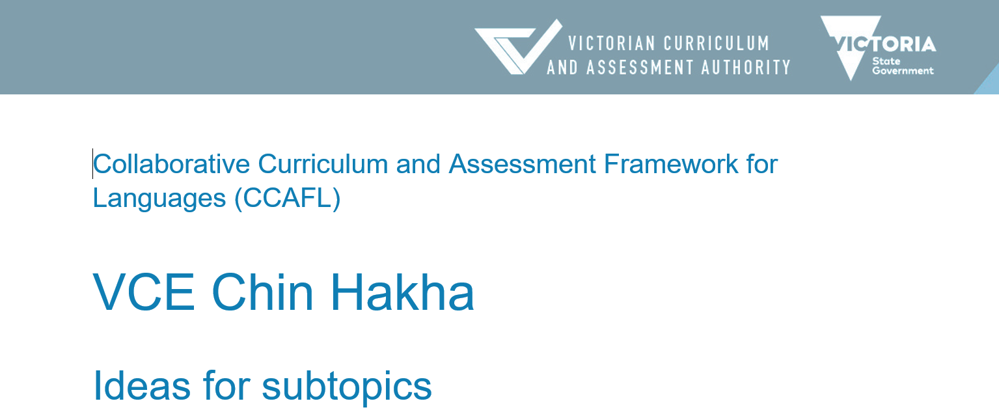 VICTORIAN CURRICULUM
AND ASSESSMENT AUTHORITY
VICTORIA
State
Government
Collaborative Curriculum and Assessment Framework for
Languages (CCAFL)
VCE Chin Hakha
Ideas for subtopics